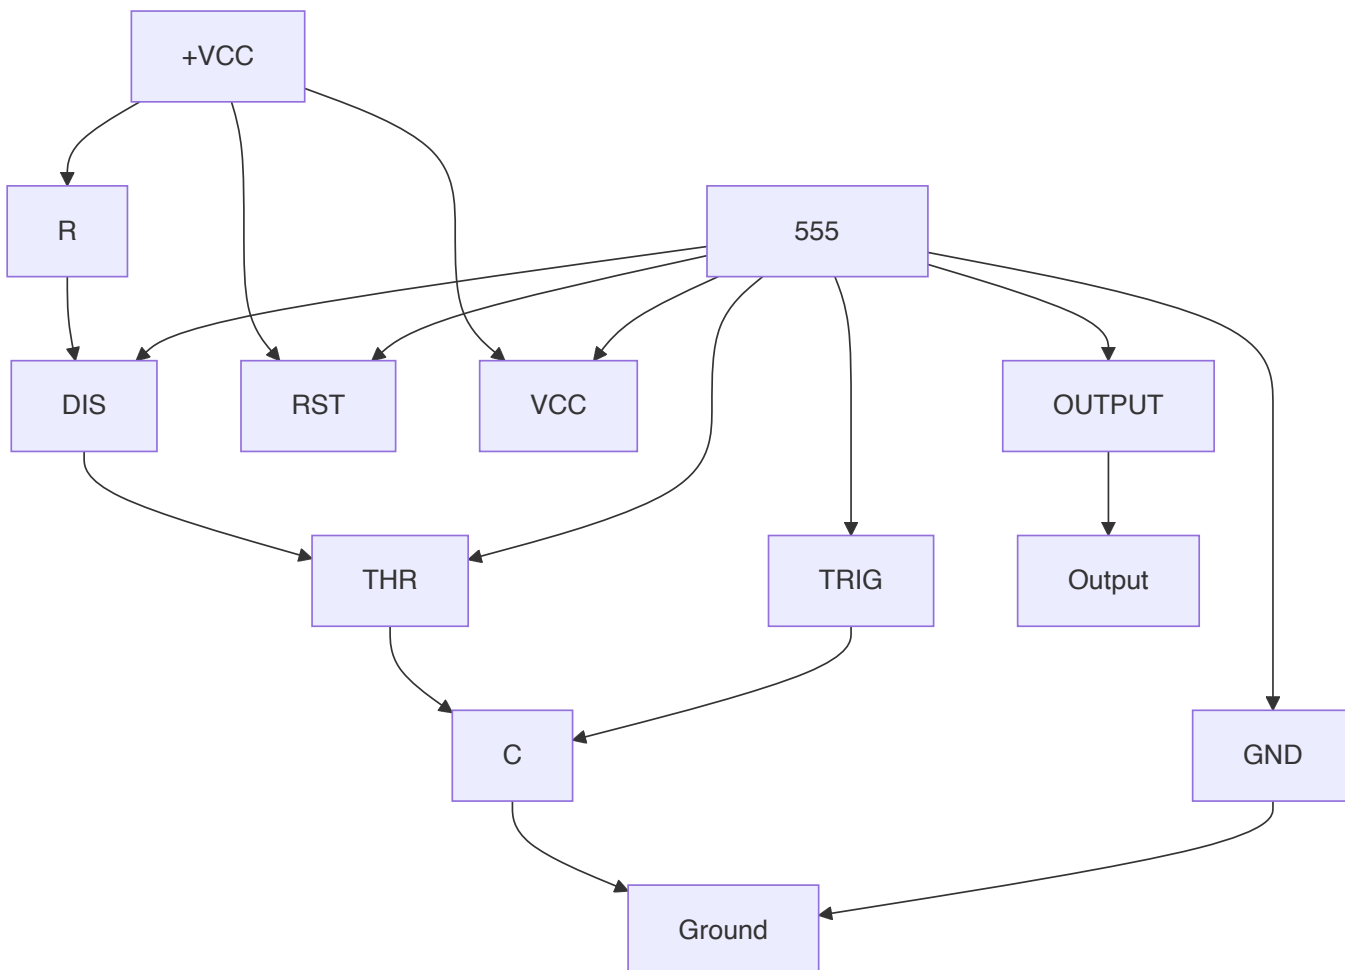 +VCC
R
555
DIS
RST
VCC
OUTPUT
THR
TRIG
Output
C
GND
Ground